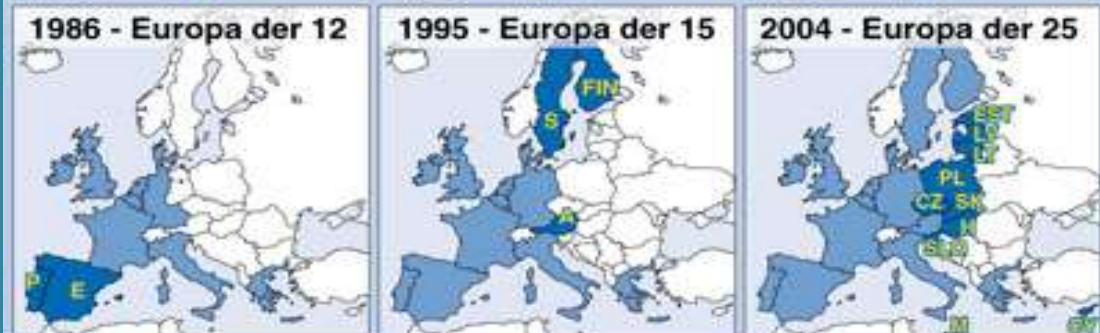 1986 - Europa der 12
P
E
1995 - Europa der 15
FIN
S
A
2004 - Europa der 25
EST
LV
LT
PL
CZ SK
H
SLO
M
CY